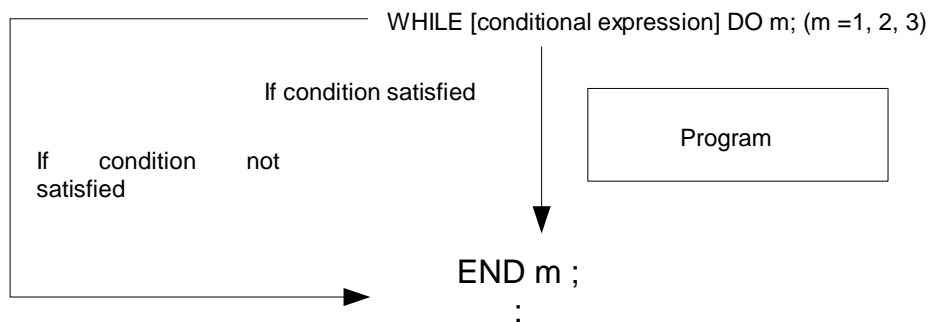 WHILE [conditional expression] DO m; (m =1, 2, 3)
If condition satisfied
Program
If condition not
satisfied
END m ;
: